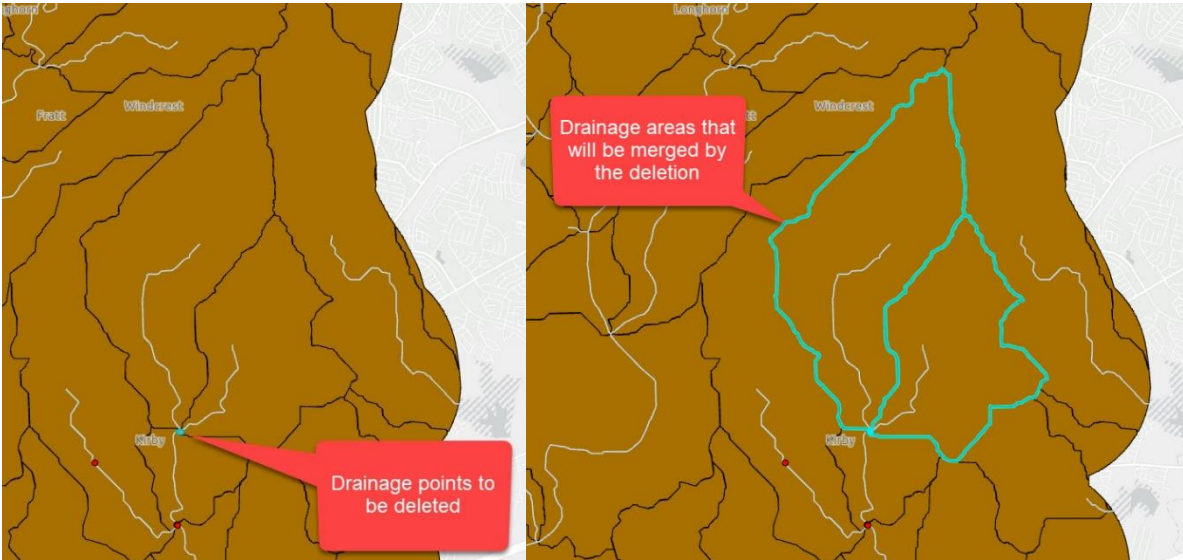 Longhorn
Windcrest
Fratt
Kirby
Drainage points to
be deleted
Longhorn
Windcrest
Drainage areas that
will be merged by
the deletion
Kirby